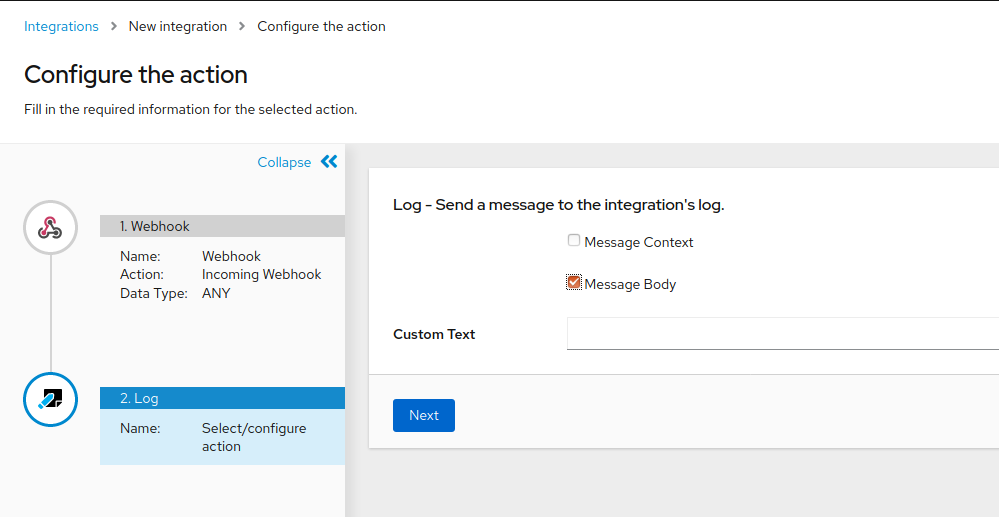 Integrations > New integration > Configure the action
Configure the action
Fill in the required information for the selected action.
Collapse
1. Webhook
Name: Webhook
Action: Incoming Webhook
Data Type: ANY
2. Log
Name: Select/configure
action
Log - Send a message to the integration's log.
Message Context
Message Body
Custom Text
Next